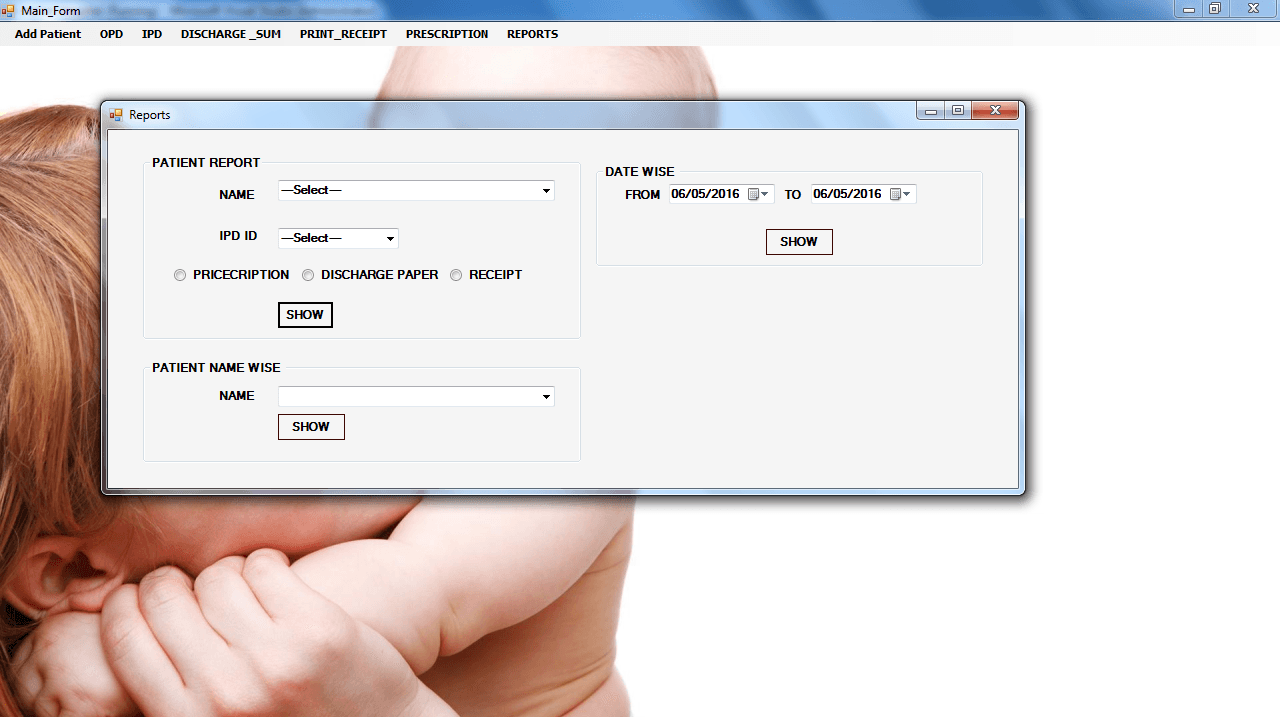 Main_Form
Add Patient OPD IPD DISCHARGE _SUM PRINT_RECEIPT PRESCRIPTION REPORTS
Reports
PATIENT REPORT
NAME ---Select---
IPD ID ---Select---
PRICECRIPTION DISCHARGE PAPER RECEIPT
SHOW
PATIENT NAME WISE
NAME
SHOW
DATE WISE
FROM 06/05/2016 TO 06/05/2016
SHOW